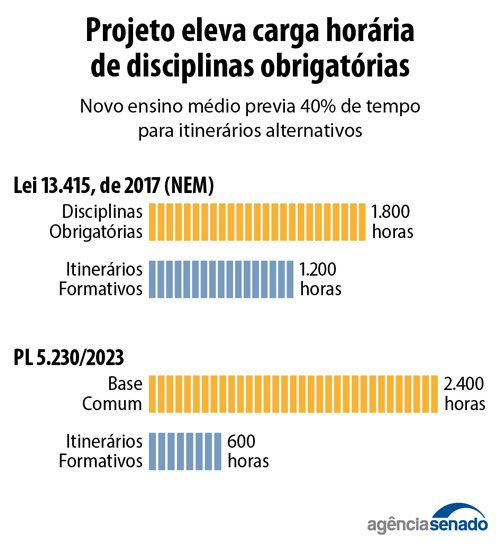 Projeto eleva carga horária
de disciplinas obrigatórias
Novo ensino médio previa 40% de tempo
para itinerários alternativos
Lei 13.415, de 2017 (NEM)
Disciplinas
Obrigatórias
1.800
horas
Itinerários
Formativos
1.200
horas
PL 5.230/2023
Base
Comum
2.400
horas
Itinerários
Formativos
600
horas
agênciasenado